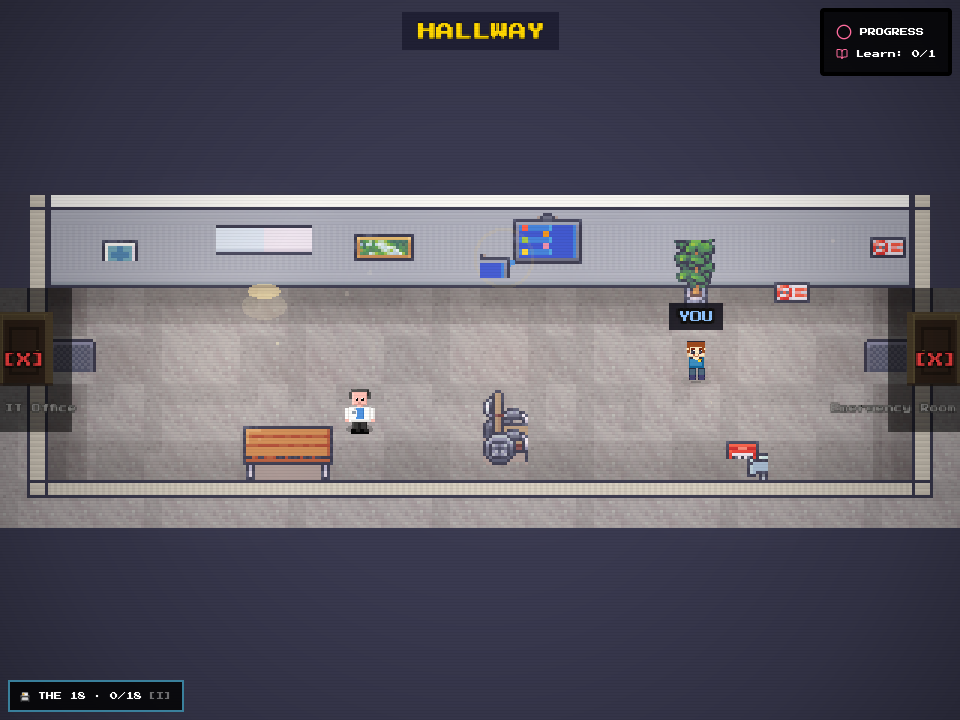 HALLWAY
PROGRESS
Learn: 0/1
YOU
[X]
[X]
IT Office
Emergency Room
THE 18 · 0/18 [I]